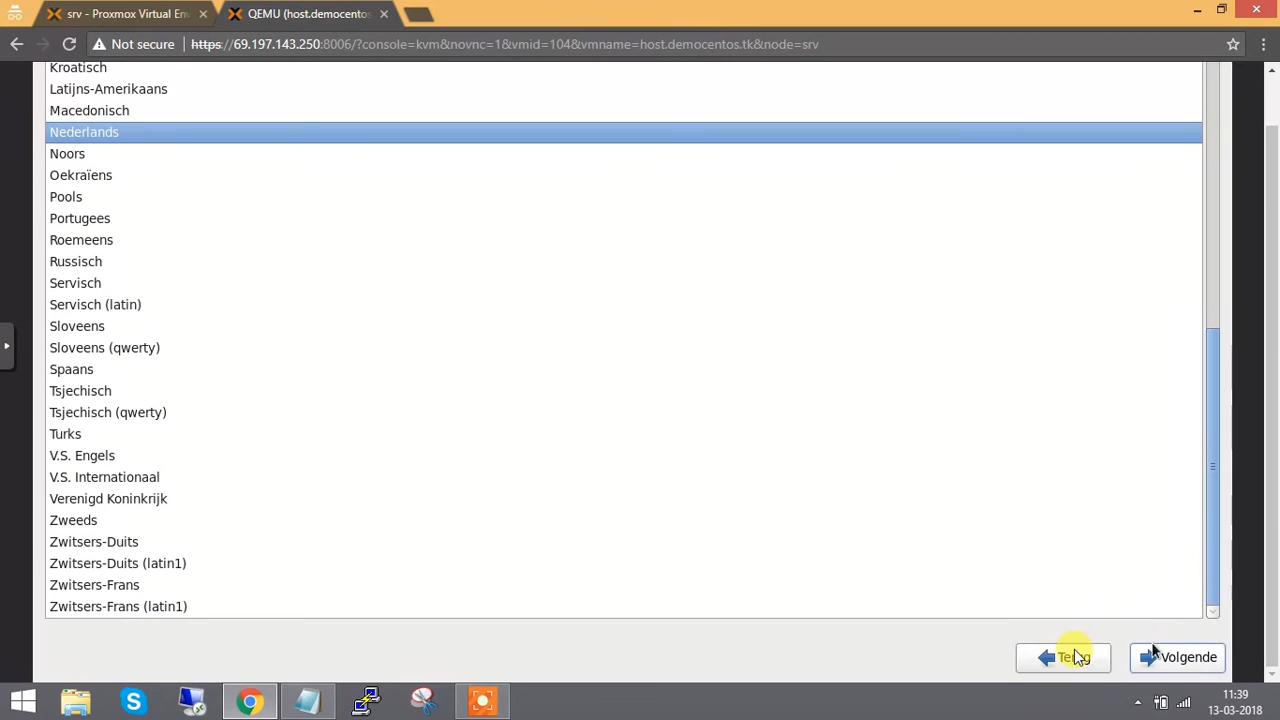 srv - Proxmox Virtual Env
QEMU (host.democentos
Not secure
https://69.197.143.250:8006/?console=kvm&novnc=1&vmid=104&vmname=host.democentos.tk&node=srv
Kroatisch
Latijns-Amerikaans
Macedonisch
Nederlands
Noors
Oekraïens
Pools
Portugees
Roemeens
Russisch
Servisch
Servisch (latin)
Sloveens
Sloveens (qwerty)
Spaans
Tsjechisch
Tsjechisch (qwerty)
Turks
V.S. Engels
V.S. Internationaal
Verenigd Koninkrijk
Zweeds
Zwitsers-Duits
Zwitsers-Duits (latin1)
Zwitsers-Frans
Zwitsers-Frans (latin1)
Terug
Volgende
11:39
13-03-2018